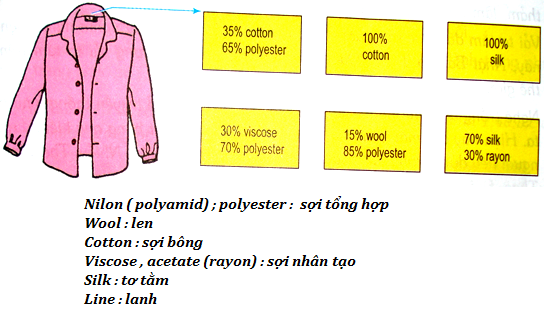 35% cotton
65% polyester
100%
cotton
100%
silk
30% viscose
70% polyester
15% wool
85% polyester
70% silk
30% rayon
Nilon ( polyamid) ; polyester : sợi tổng hợp
Wool : len
Cotton : sợi bông
Viscose , acetate (rayon) : sợi nhân tạo
Silk : tơ tằm
Line : lanh